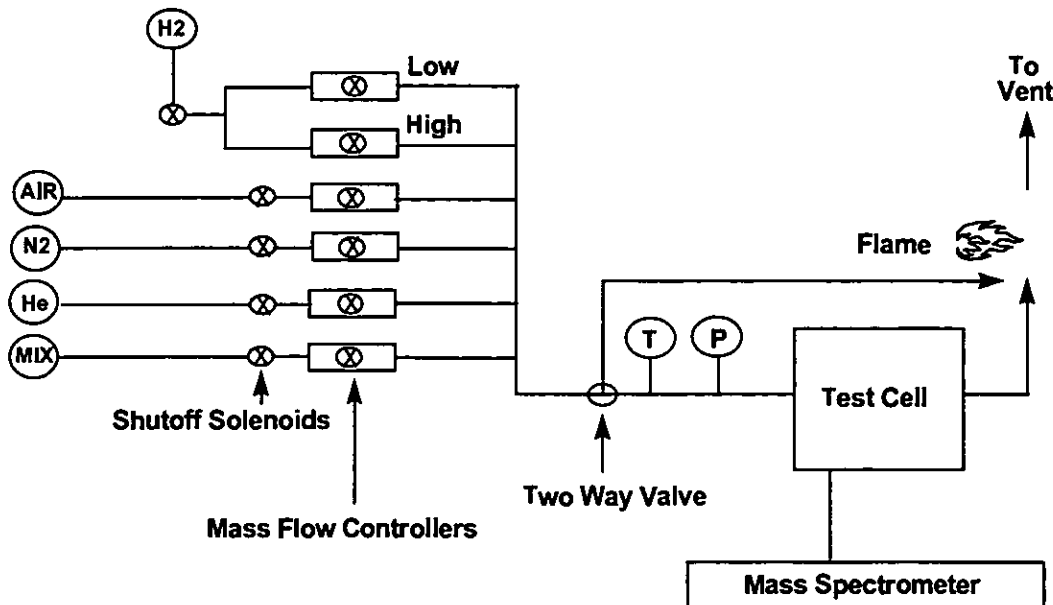 H2
Low
High
To
Vent
AIR
N2
Flame
He
T
P
MIX
Test Cell
Shutoff Solenoids
Two Way Valve
Mass Flow Controllers
Mass Spectrometer
X
X
X
X
X
X
X
X
X
X
X